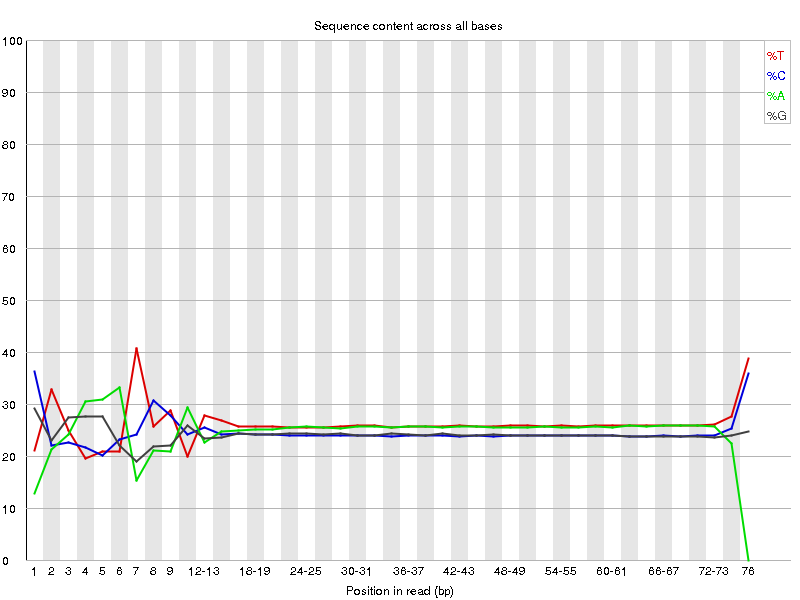 Sequence content across all bases
100
90
80
70
60
50
40
30
20
10
0
%T
%C
%A
%G
1 2 3 4 5 6 7 8 9 12-13 18-19 24-25 30-31 36-37 42-43 48-49 54-55 60-61 66-67 72-73 76
Position in read (bp)